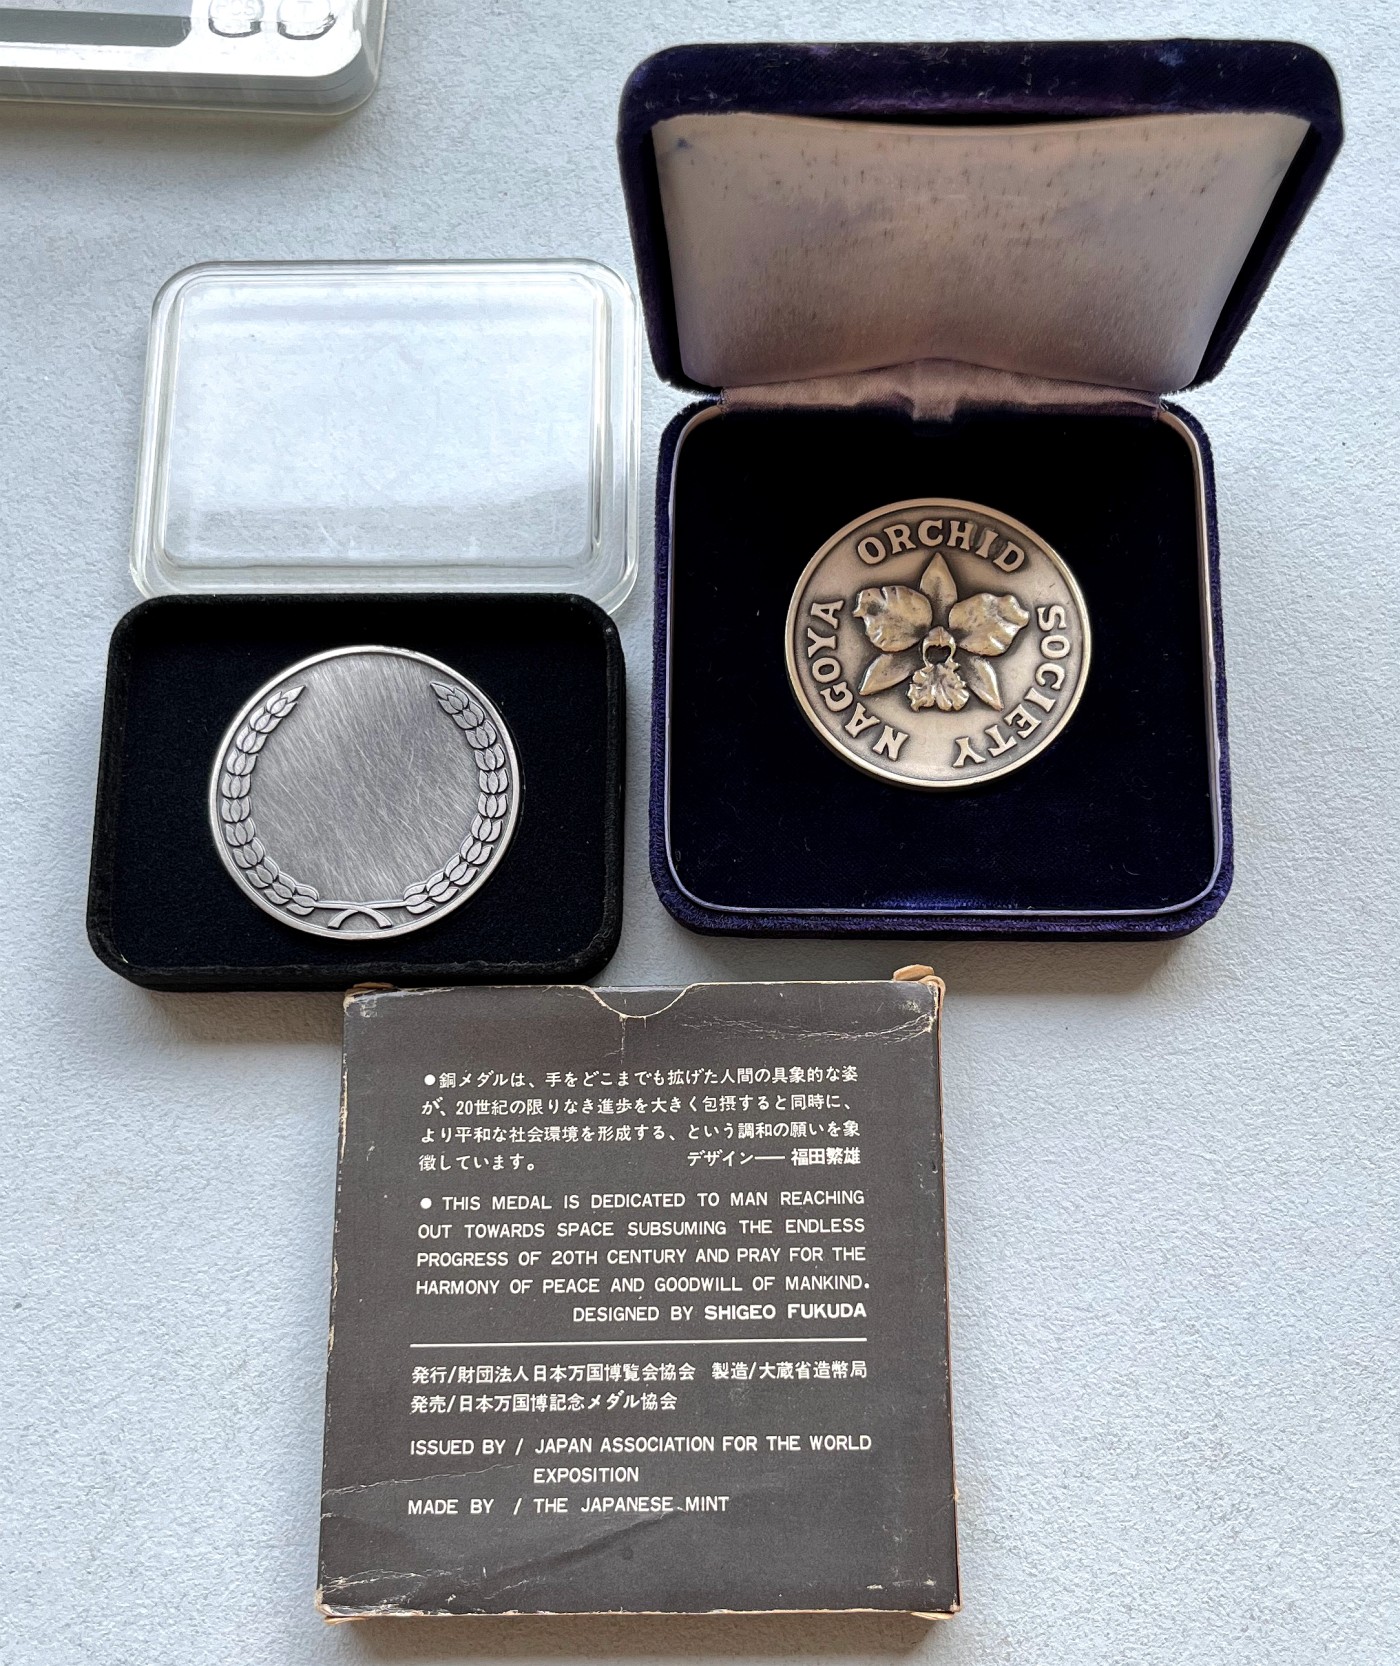 ORCHID
SOCIETY
NAGOYA
●銅メダルは、手をどこまでも拡げた人間の具象的な姿
が、20世紀の限りなき進歩を大きく包摂すると同時に、
より平和な社会環境を形成する、という調和の願いを象
徴しています。 デザイン── 福田繁雄
● THIS MEDAL IS DEDICATED TO MAN REACHING
OUT TOWARDS SPACE SUBSUMING THE ENDLESS
PROGRESS OF 20TH CENTURY AND PRAY FOR THE
HARMONY OF PEACE AND GOODWILL OF MANKIND.
DESIGNED BY SHIGEO FUKUDA
発行/財団法人日本万国博覧会協会 製造/大蔵省造幣局
発売/日本万国博記念メダル協会
ISSUED BY / JAPAN ASSOCIATION FOR THE WORLD
EXPOSITION
MADE BY / THE JAPANESE MINT